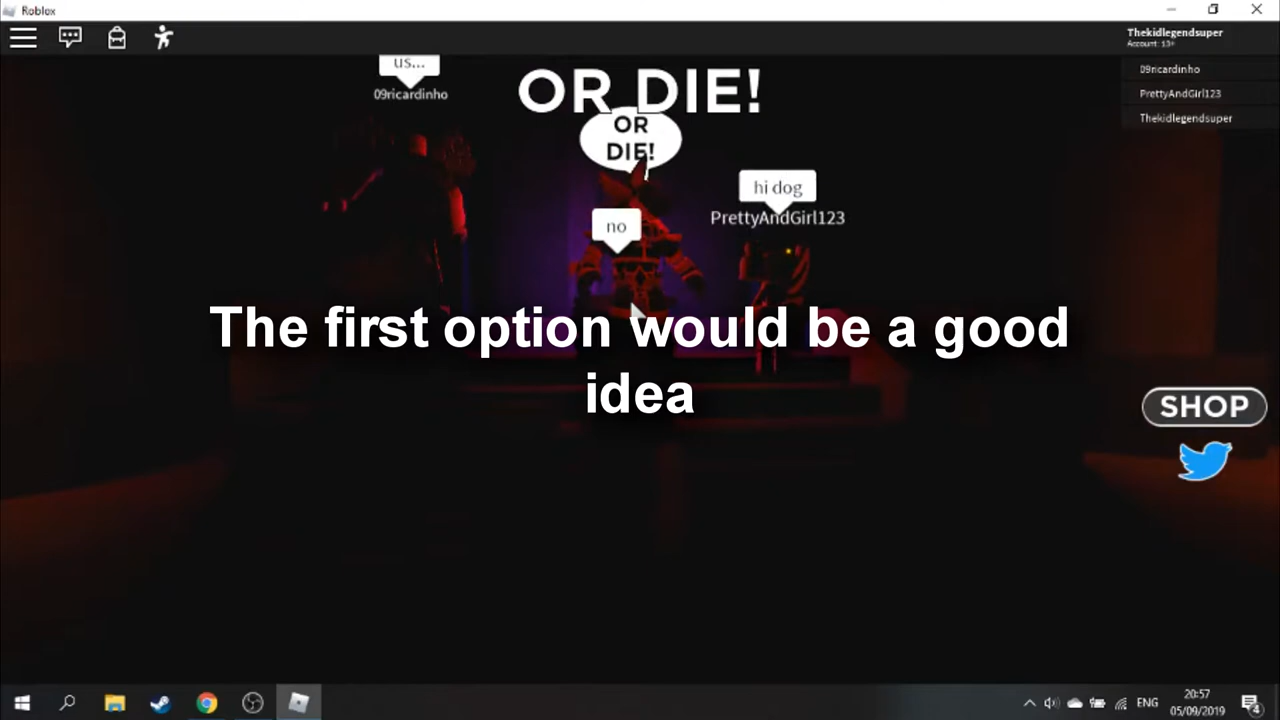 Roblox
Thekidlegendsuper
Account: 13+
09ricardinho
PrettyAndGirl123
Thekidlegendsuper
us...
09ricardinho
OR DIE!
OR
DIE!
hi dog
PrettyAndGirl123
no
The first option would be a good
idea
SHOP
ENG
20:57
05/09/2019
4